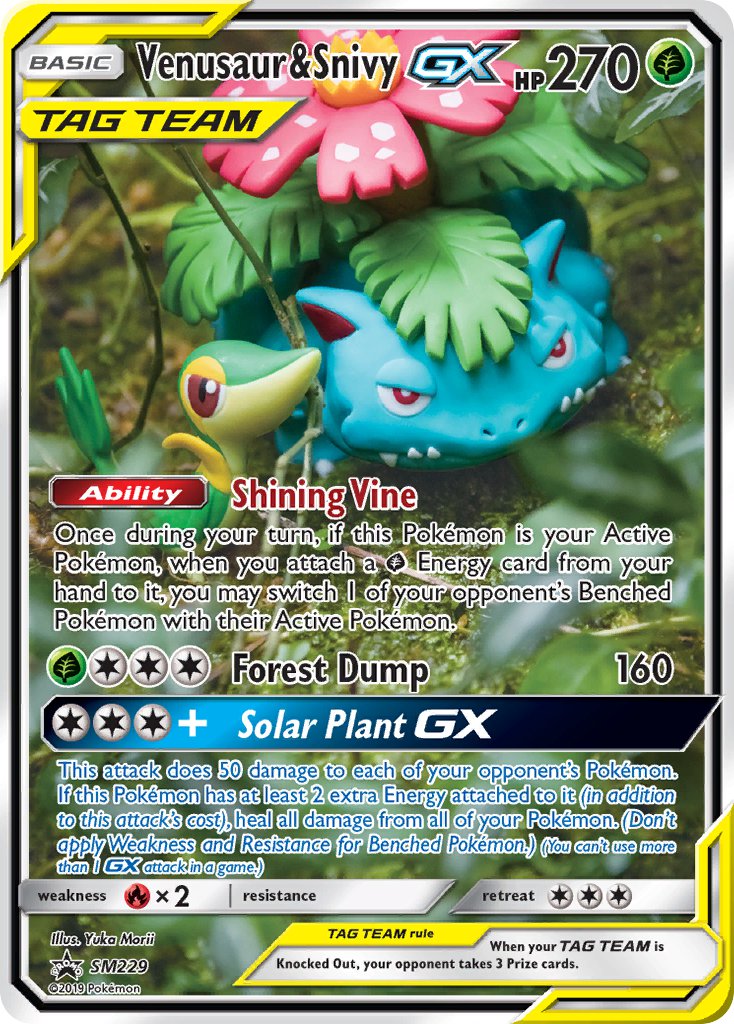 BASIC Venusaur&Snivy GX HP270
TAG TEAM
Ability Shining Vine
Once during your turn, if this Pokémon is your Active
Pokémon, when you attach a Energy card from your
hand to it, you may switch 1 of your opponent's Benched
Pokémon with their Active Pokémon.
Forest Dump 160
+ Solar Plant GX
This attack does 50 damage to each of your opponent's Pokémon.
If this Pokémon has at least 2 extra Energy attached to it (in addition
to this attack's cost), heal all damage from all of your Pokémon. (Don't
apply Weakness and Resistance for Benched Pokémon.) (You can't use more
than 1 GX attack in a game.)
weakness ×2 resistance retreat
Illus. Yuka Morii
SM229
©2019 Pokémon
TAG TEAM rule
When your TAG TEAM is
Knocked Out, your opponent takes 3 Prize cards.